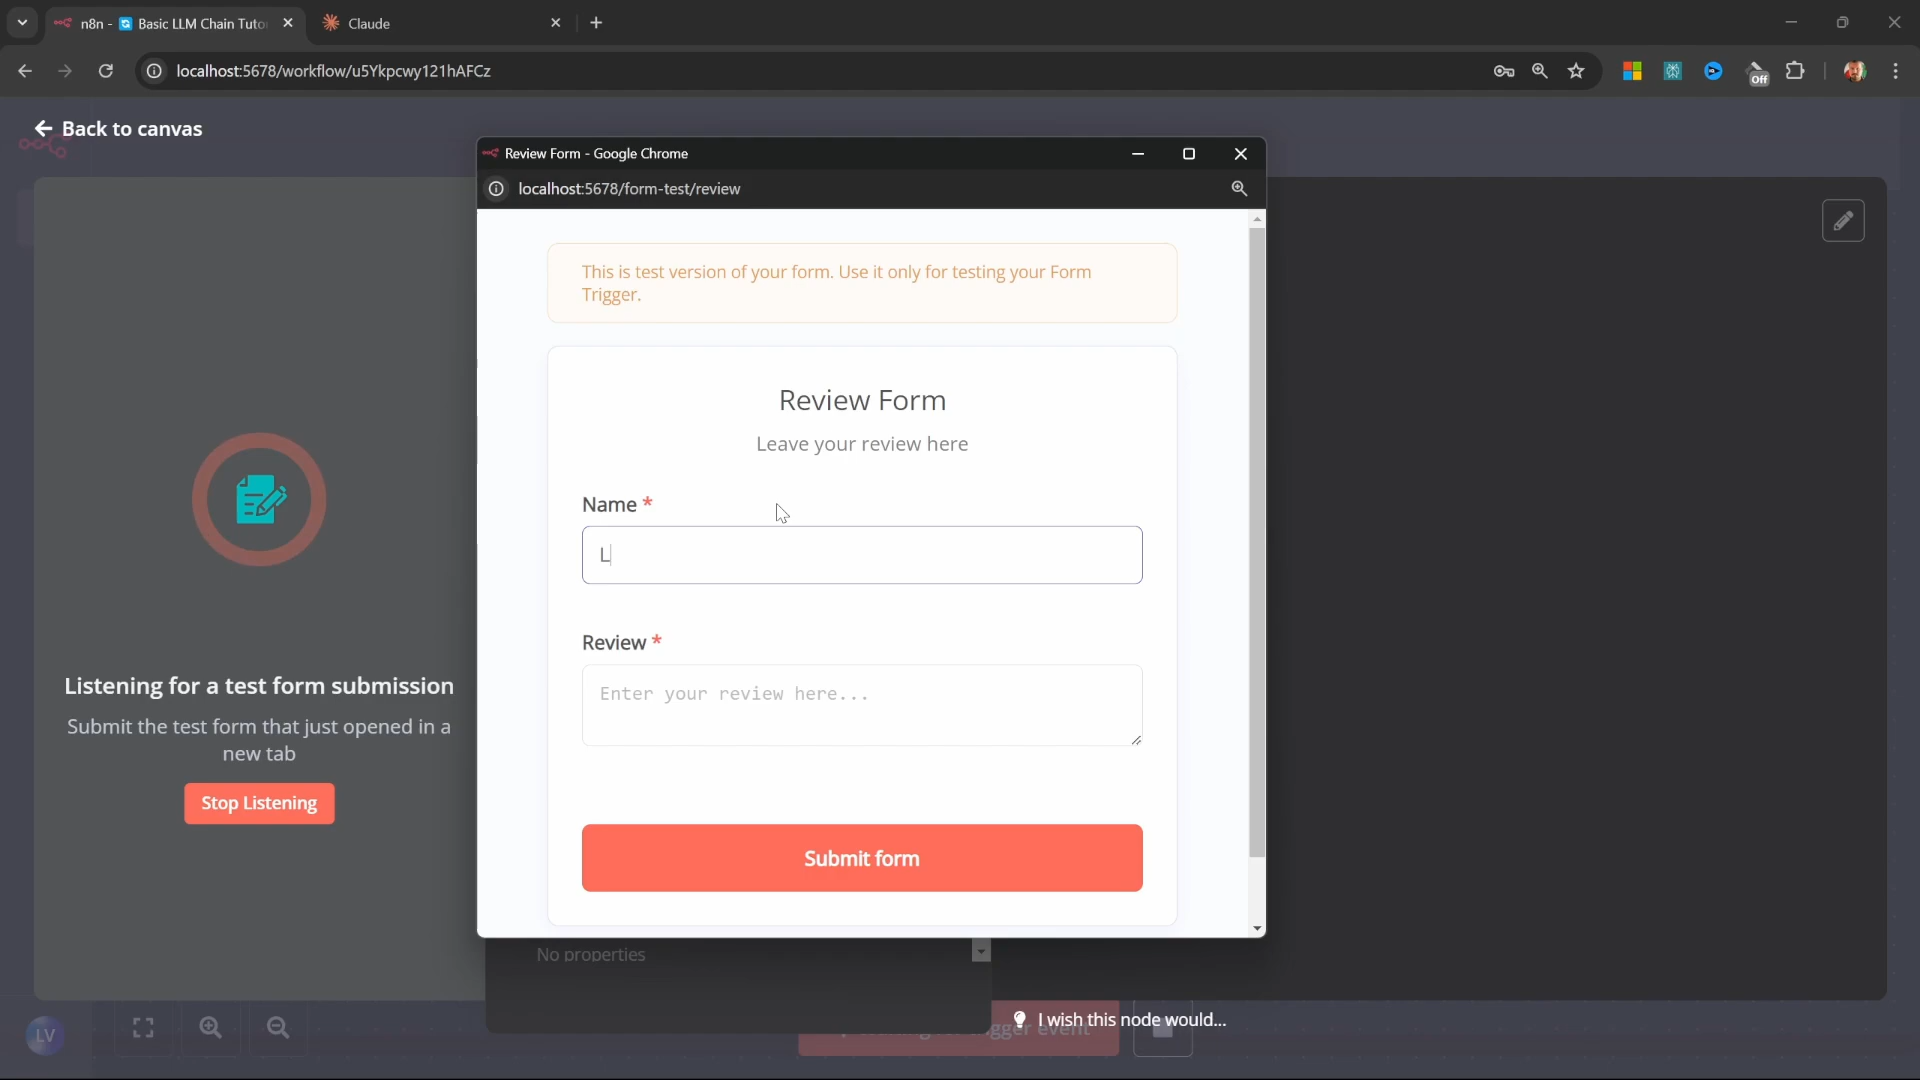 n8n - Basic LLM Chain Tuto
Claude
localhost:5678/workflow/u5Ykpcwy121hAFCz
Off
Back to canvas
Review Form - Google Chrome
localhost:5678/form-test/review
This is test version of your form. Use it only for testing your Form
Trigger.
Review Form
Leave your review here
Name *
L
Review *
Enter your review here...
Submit form
Listening for a test form submission
Submit the test form that just opened in a
new tab
Stop Listening
No properties
I wish this node would...
trigger event
LV